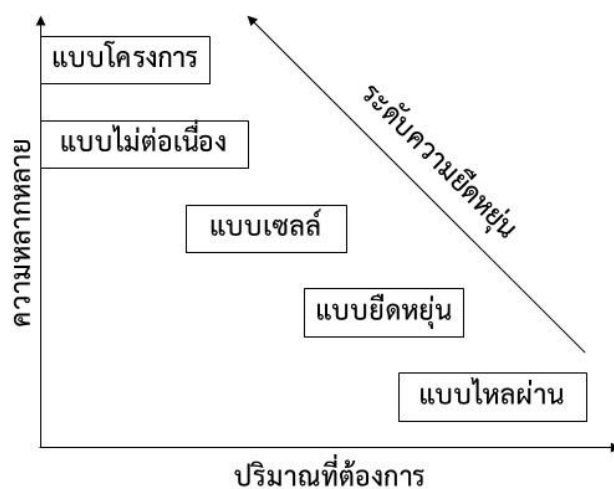 แบบโครงการ
แบบไม่ต่อเนื่อง
แบบเซลล์
แบบยืดหยุ่น
แบบไหลผ่าน
ระดับความยืดหยุ่น
ความหลากหลาย
ปริมาณที่ต้องการ